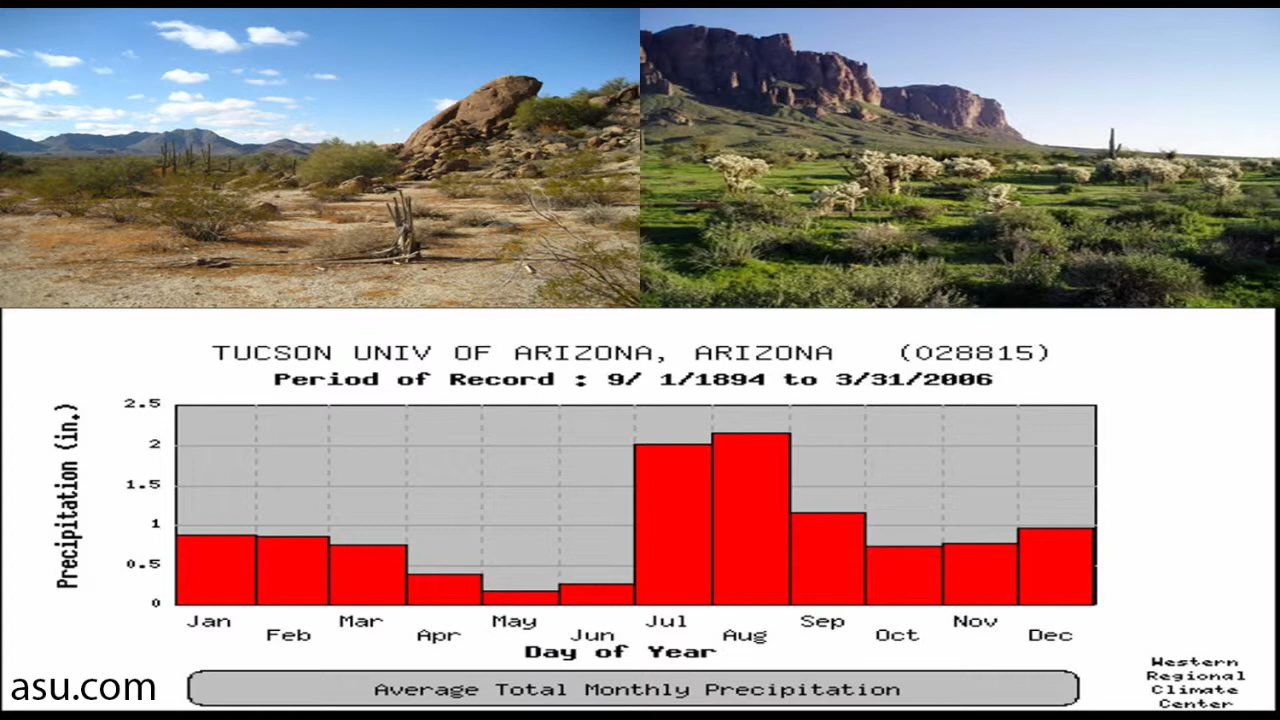 TUCSON UNIV OF ARIZONA, ARIZONA (028815)
Period of Record : 9/ 1/1894 to 3/31/2006
Precipitation (in.)
2.5
2
1.5
1
0.5
0
Jan Feb Mar Apr May Jun Jul Aug Sep Oct Nov Dec
Day of Year
Average Total Monthly Precipitation
Western
Regional
Climate
Center
asu.com